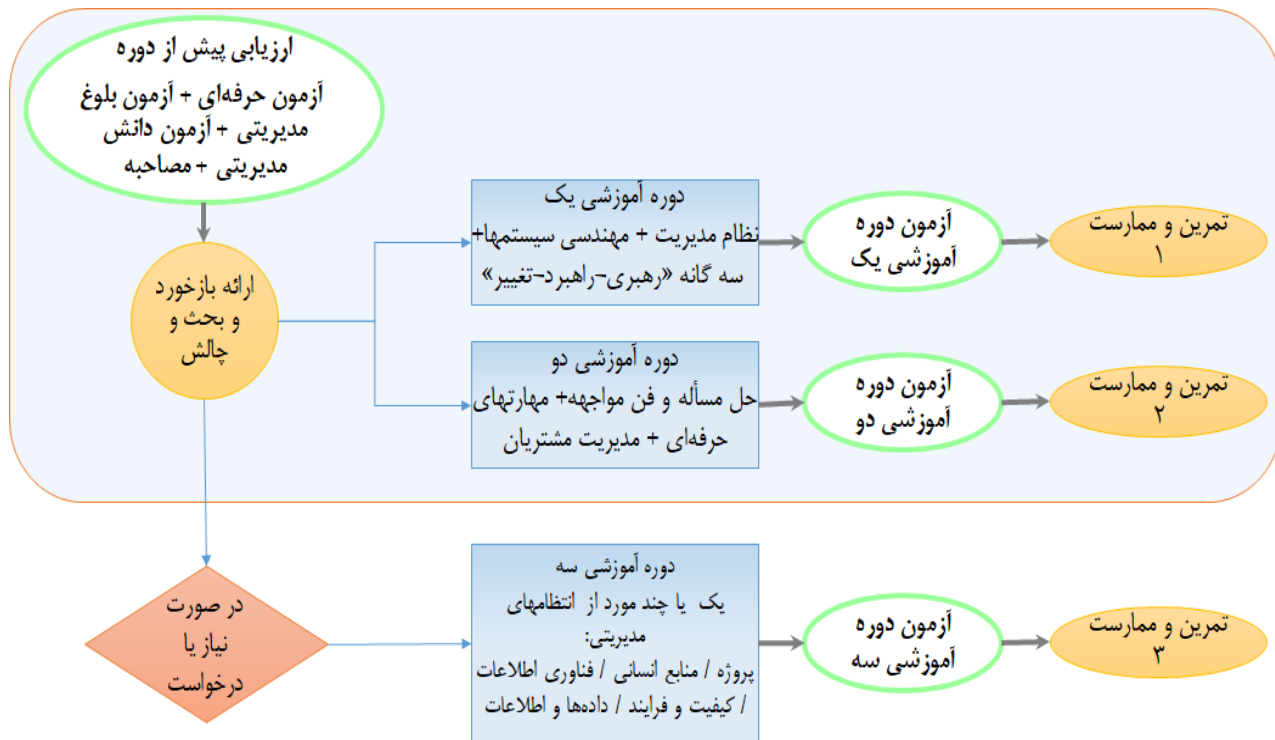 ارزیابی پیش از دوره
آزمون حرفه‌ای + آزمون بلوغ
مدیریتی + آزمون دانش
مدیریتی + مصاحبه
ارائه بازخورد
و بحث و
چالش
دوره آموزشی یک
نظام مدیریت + مهندسی سیستمها+
سه گانه «رهبری-راهبرد-تغییر»
آزمون دوره
آموزشی یک
تمرین و ممارست
۱
دوره آموزشی دو
حل مسأله و فن مواجهه+ مهارتهای
حرفه‌ای + مدیریت مشتریان
آزمون دوره
آموزشی دو
تمرین و ممارست
۲
در صورت
نیاز یا
درخواست
دوره آموزشی سه
یک یا چند مورد از انتظامهای
مدیریتی:
پروژه / منابع انسانی / فناوری اطلاعات
/ کیفیت و فرایند / داده‌ها و اطلاعات
آزمون دوره
آموزشی سه
تمرین و ممارست
۳